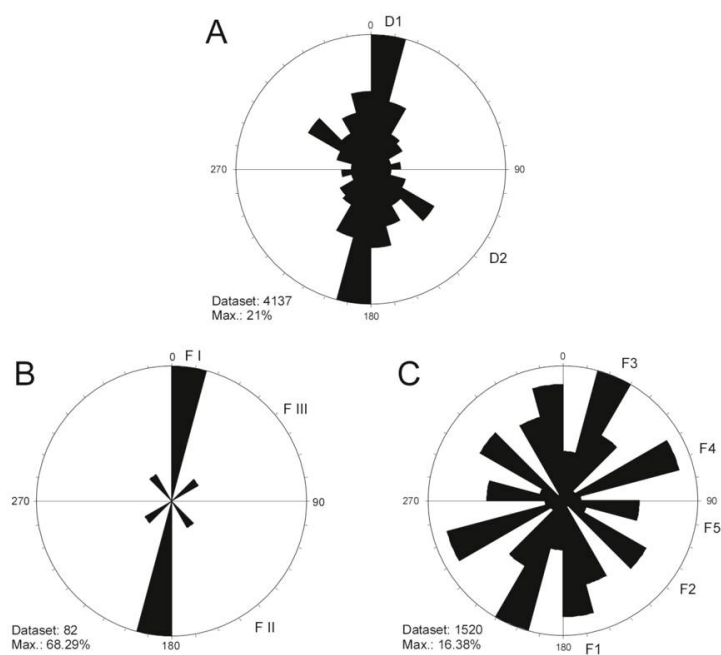 A
0
D1
270
90
D2
Dataset: 4137
Max.: 21%
180
B
0
F I
F III
270
90
F II
Dataset: 82
Max.: 68.29%
180
C
0
F3
F4
270
90
F5
F2
Dataset: 1520
Max.: 16.38%
180
F1